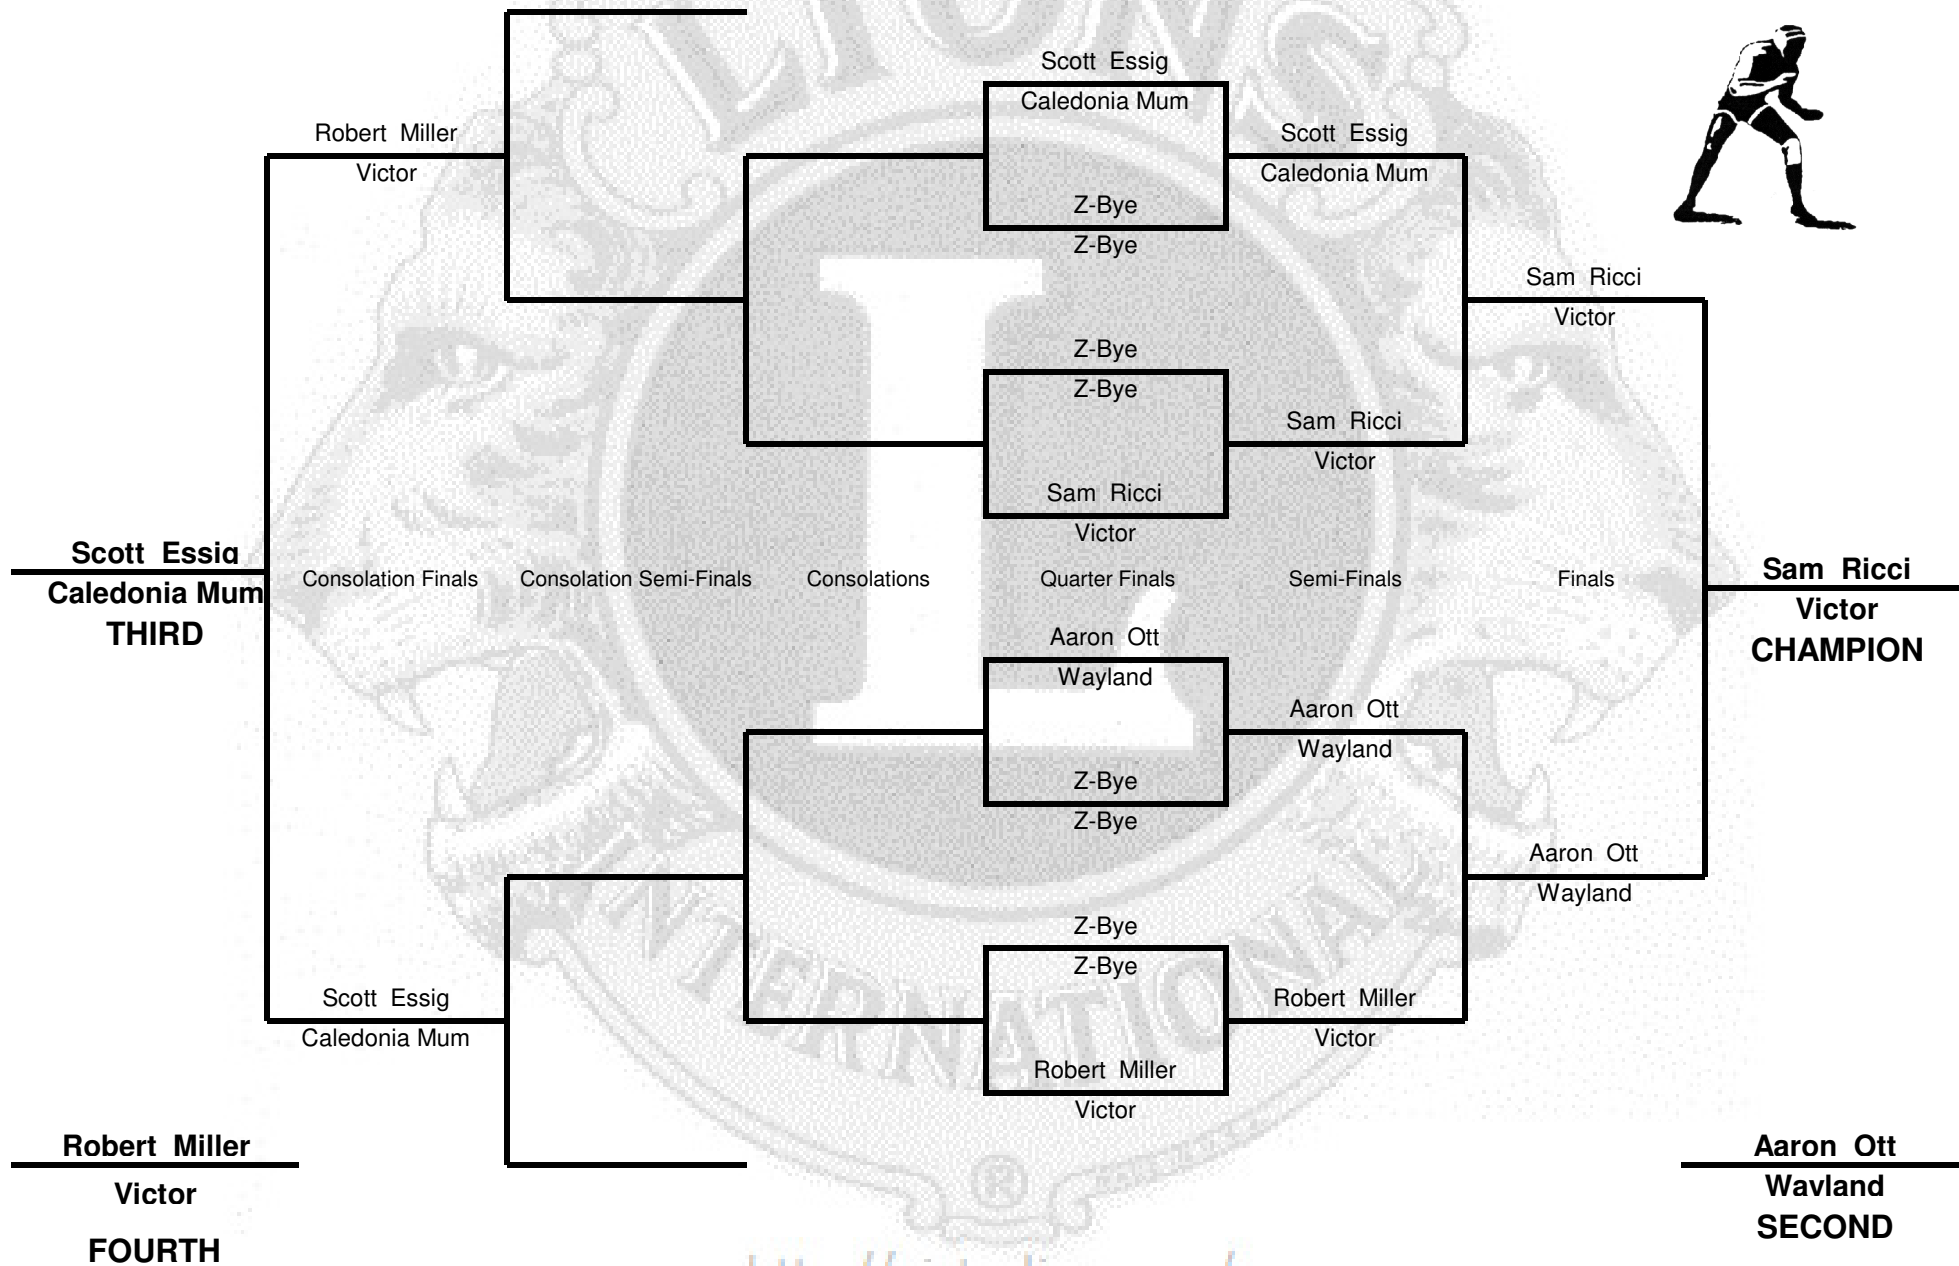 LIONS
Scott Essig
Caledonia Mum
Robert Miller
Victor
Scott Essig
Caledonia Mum
Z-Bye
Z-Bye
Sam Ricci
Victor
Z-Bye
Z-Bye
Sam Ricci
Victor
Sam Ricci
Victor
Scott Essig
Caledonia Mum
THIRD
Consolation Finals Consolation Semi-Finals Consolations Quarter Finals Semi-Finals Finals
Sam Ricci
Victor
CHAMPION
Aaron Ott
Wayland
Aaron Ott
Wayland
Z-Bye
Z-Bye
Aaron Ott
Wayland
Z-Bye
Z-Bye
Scott Essig
Caledonia Mum
Robert Miller
Victor
Robert Miller
Victor
INTERNATIONAL
®
Robert Miller
Victor
FOURTH
Aaron Ott
Wayland
SECOND